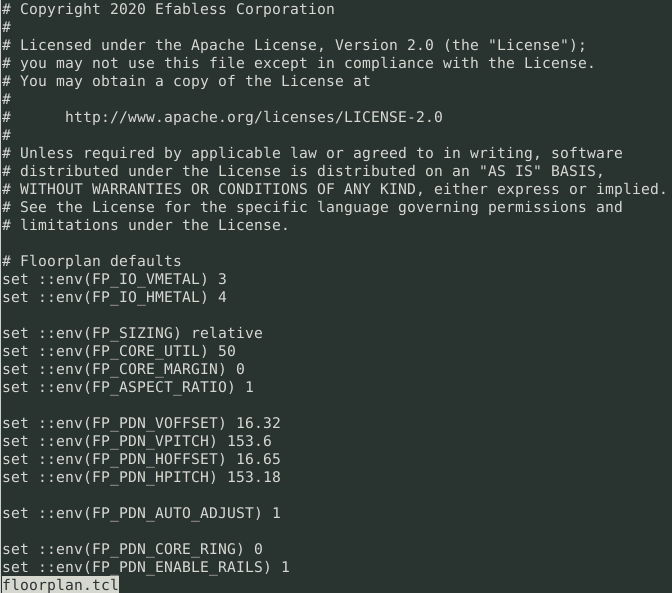 # Copyright 2020 Efabless Corporation
#
# Licensed under the Apache License, Version 2.0 (the "License");
# you may not use this file except in compliance with the License.
# You may obtain a copy of the License at
#
#      http://www.apache.org/licenses/LICENSE-2.0
#
# Unless required by applicable law or agreed to in writing, software
# distributed under the License is distributed on an "AS IS" BASIS,
# WITHOUT WARRANTIES OR CONDITIONS OF ANY KIND, either express or implied.
# See the License for the specific language governing permissions and
# limitations under the License.

# Floorplan defaults
set ::env(FP_IO_VMETAL) 3
set ::env(FP_IO_HMETAL) 4

set ::env(FP_SIZING) relative
set ::env(FP_CORE_UTIL) 50
set ::env(FP_CORE_MARGIN) 0
set ::env(FP_ASPECT_RATIO) 1

set ::env(FP_PDN_VOFFSET) 16.32
set ::env(FP_PDN_VPITCH) 153.6
set ::env(FP_PDN_HOFFSET) 16.65
set ::env(FP_PDN_HPITCH) 153.18

set ::env(FP_PDN_AUTO_ADJUST) 1

set ::env(FP_PDN_CORE_RING) 0
set ::env(FP_PDN_ENABLE_RAILS) 1
floorplan.tcl